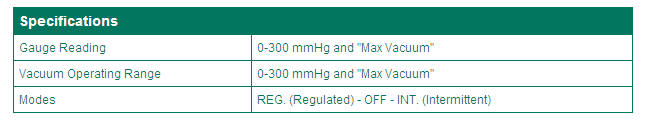 Specifications
Gauge Reading 0-300 mmHg and "Max Vacuum"
Vacuum Operating Range 0-300 mmHg and "Max Vacuum"
Modes REG. (Regulated) - OFF - INT. (Intermittent)